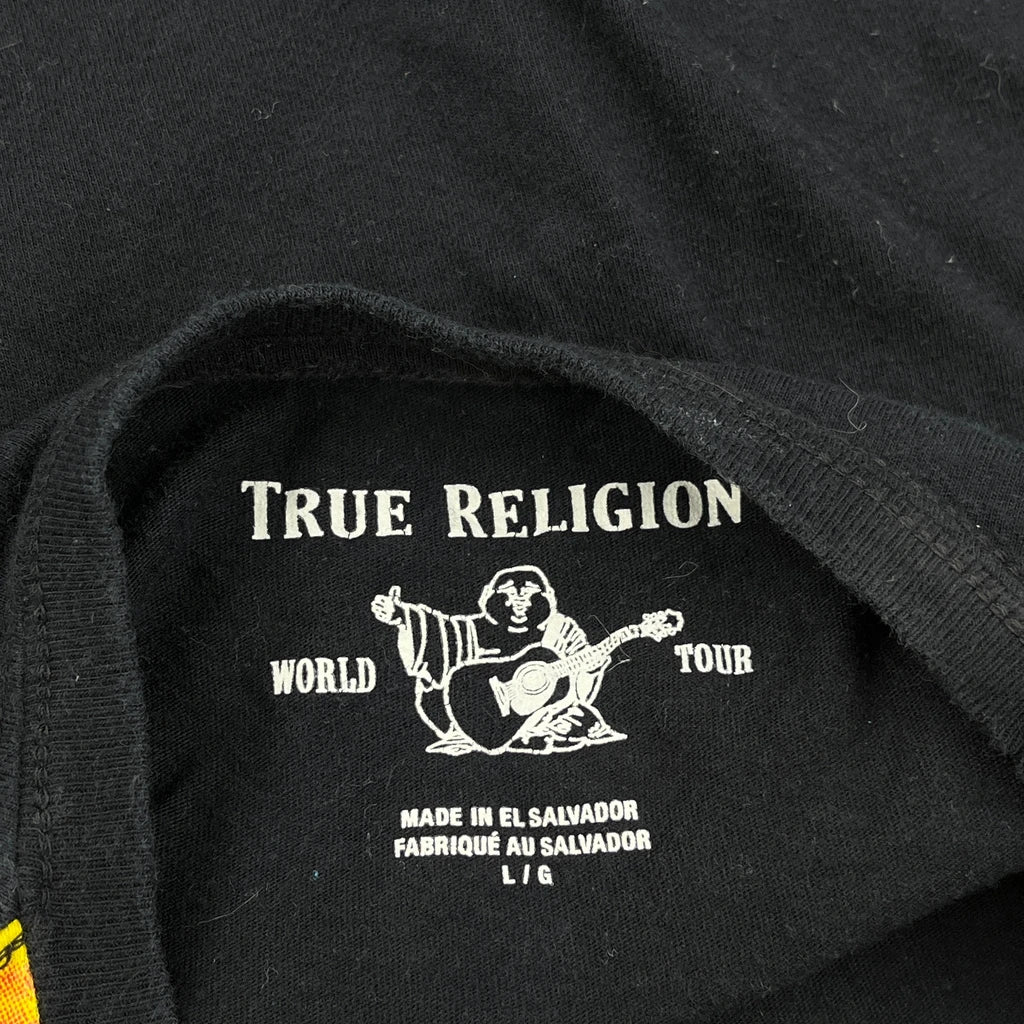 TRUE RELIGION
WORLD TOUR
MADE IN EL SALVADOR
FABRIQUÉ AU SALVADOR
L / G